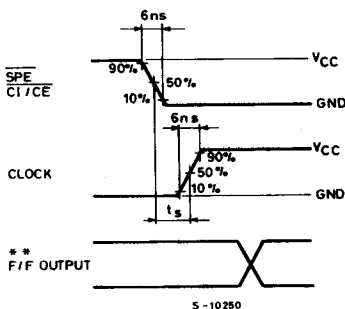 6ns
VCC
90%
50%
SPE
CI/CE
10%
GND
6ns
VCC
90%
50%
CLOCK
10%
GND
ts
**
F/F OUTPUT
S-10250